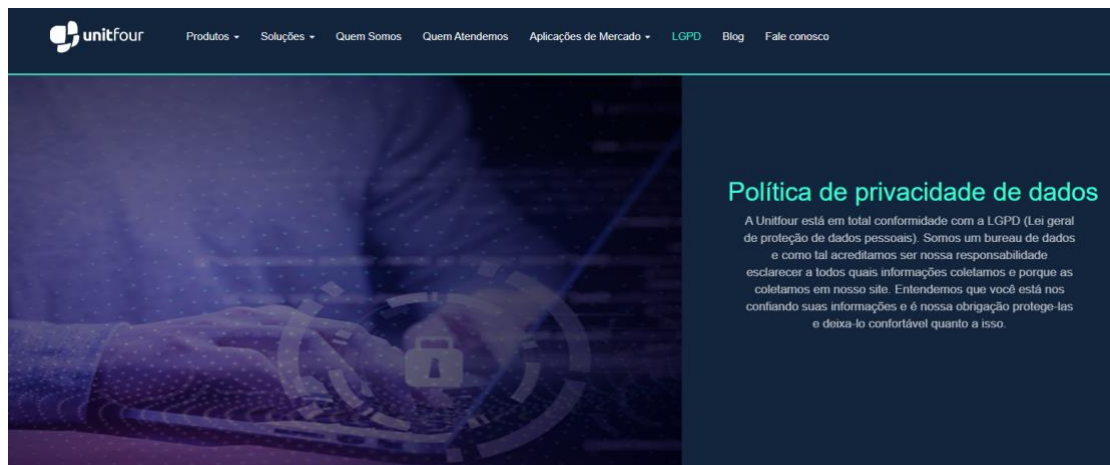 unitfour
Produtos
Soluções
Quem Somos
Quem Atendemos
Aplicações de Mercado
LGPD
Blog
Fale conosco
Política de privacidade de dados
A Unitfour está em total conformidade com a LGPD (Lei geral
de proteção de dados pessoais). Somos um bureau de dados
e como tal acreditamos ser nossa responsabilidade
esclarecer a todos quais informações coletamos e porque as
coletamos em nosso site. Entendemos que você está nos
confiando suas informações e é nossa obrigação protege-las
e deixa-lo confortável quanto a isso.